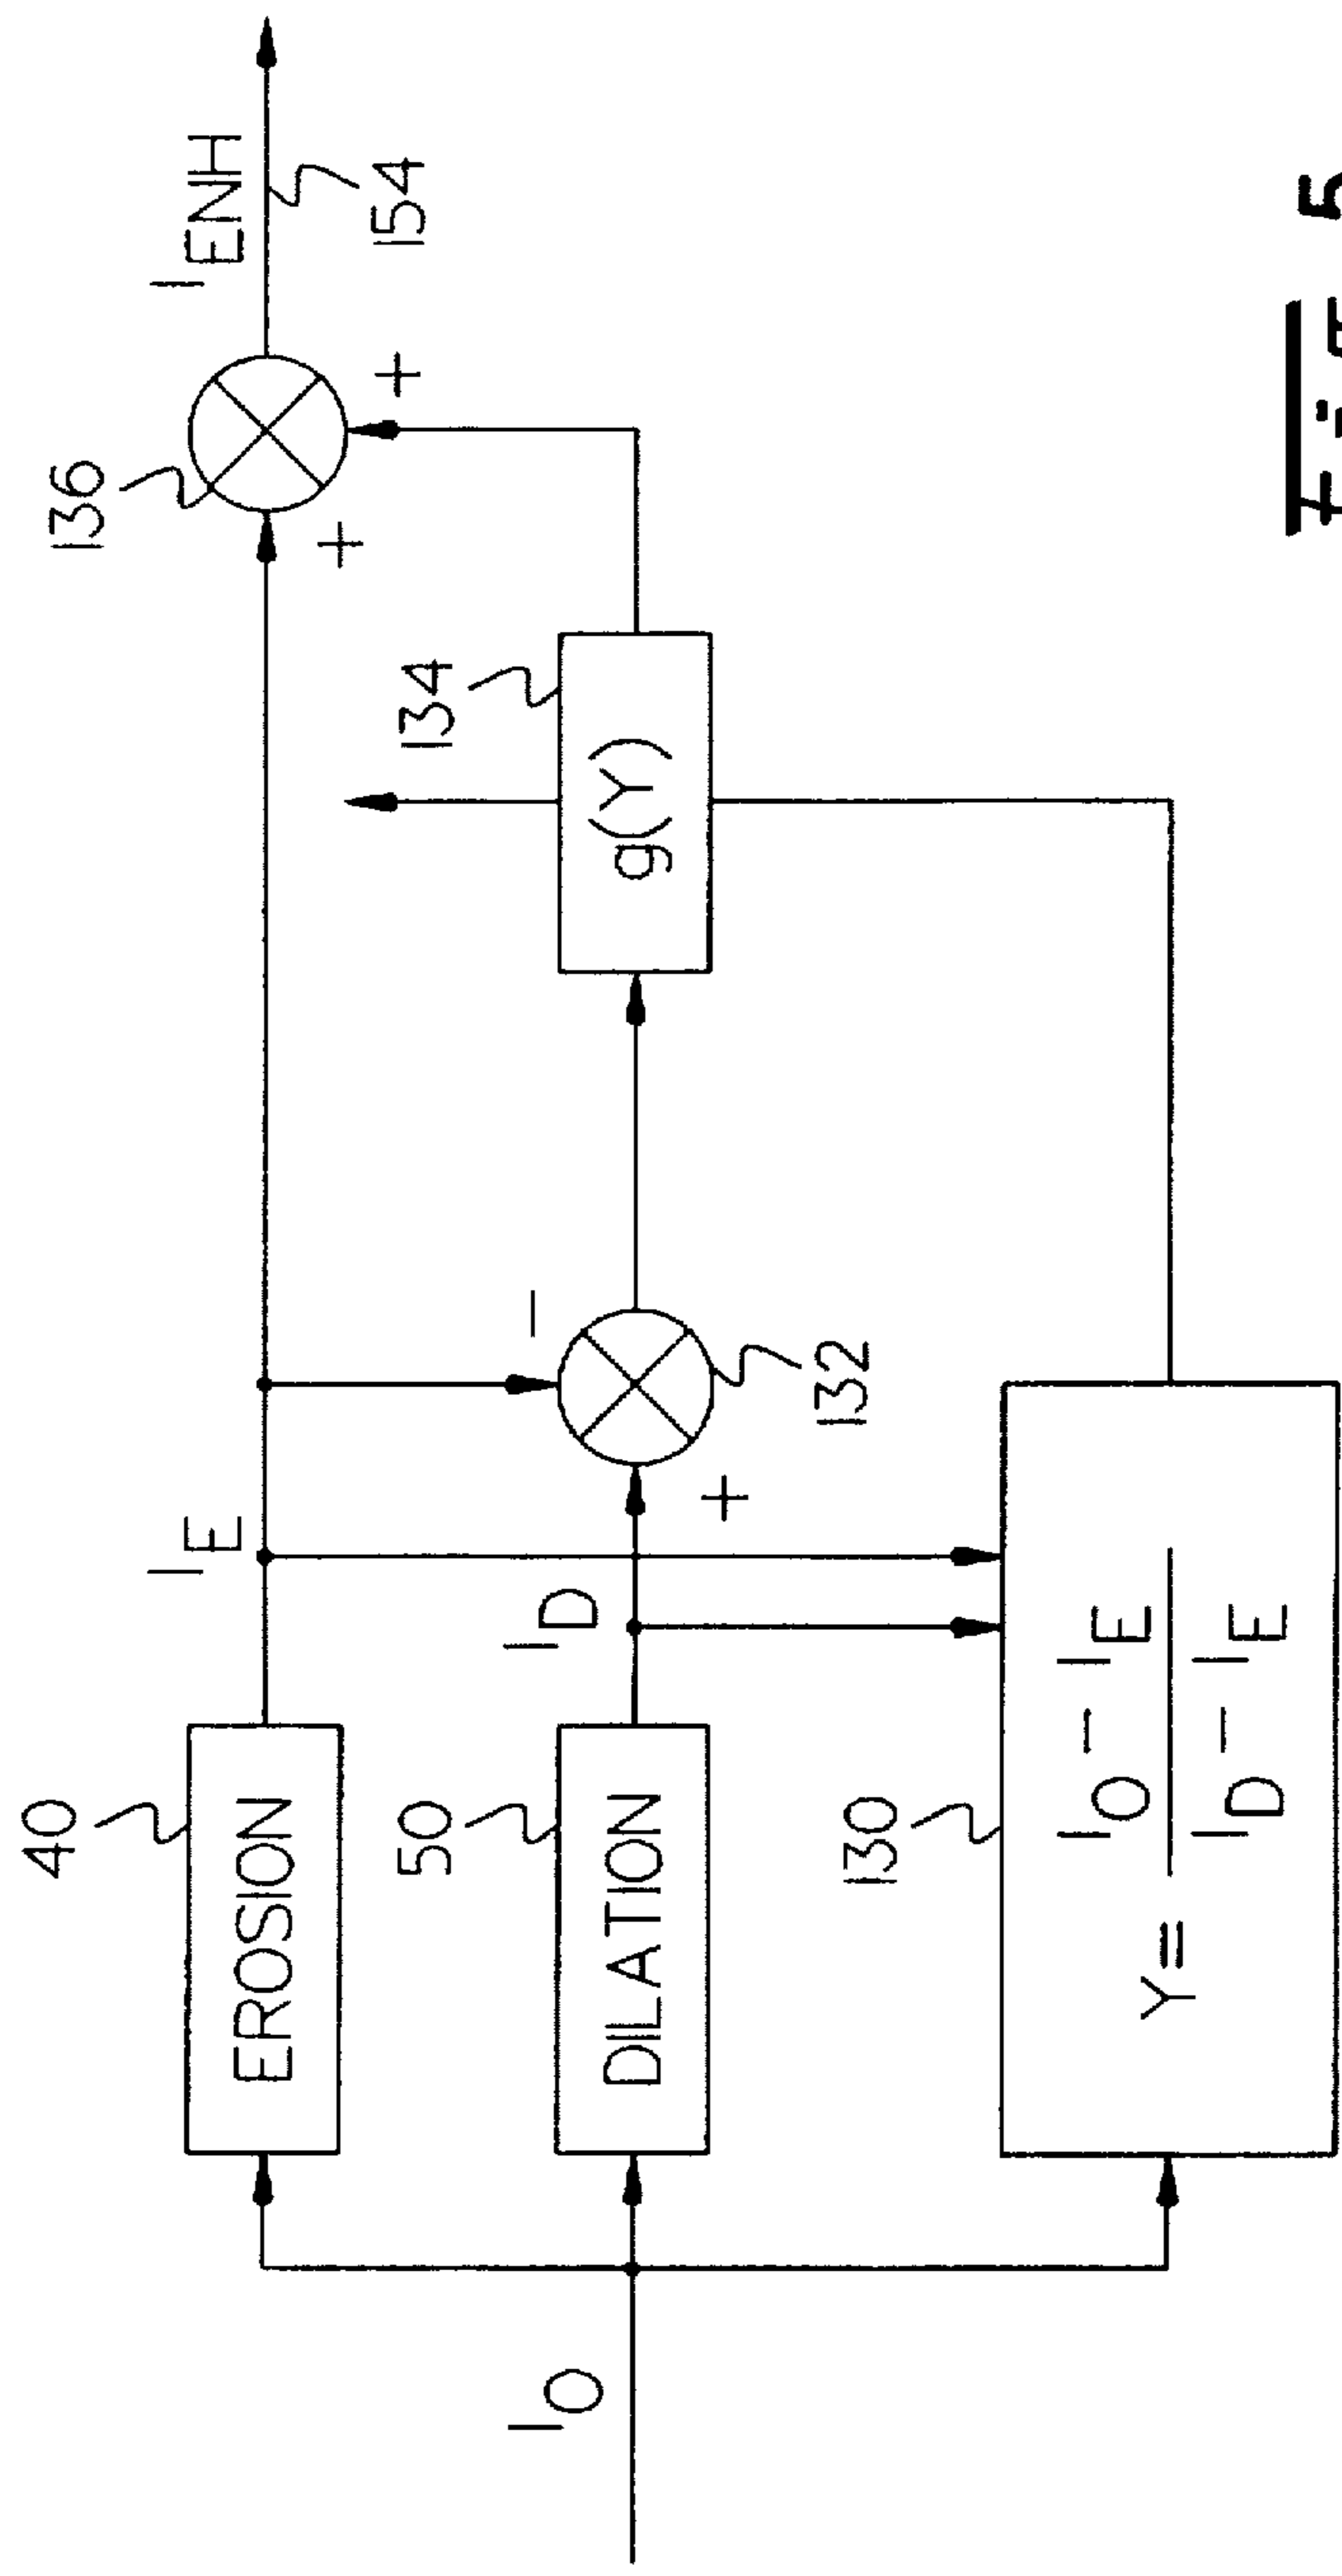 40
EROSION
I_E
136
I_ENH
154
50
DILATION
I_D
-
+
132
134
g(Y)
+
+
I_O
130
Y = (I_O - I_E) / (I_D - I_E)